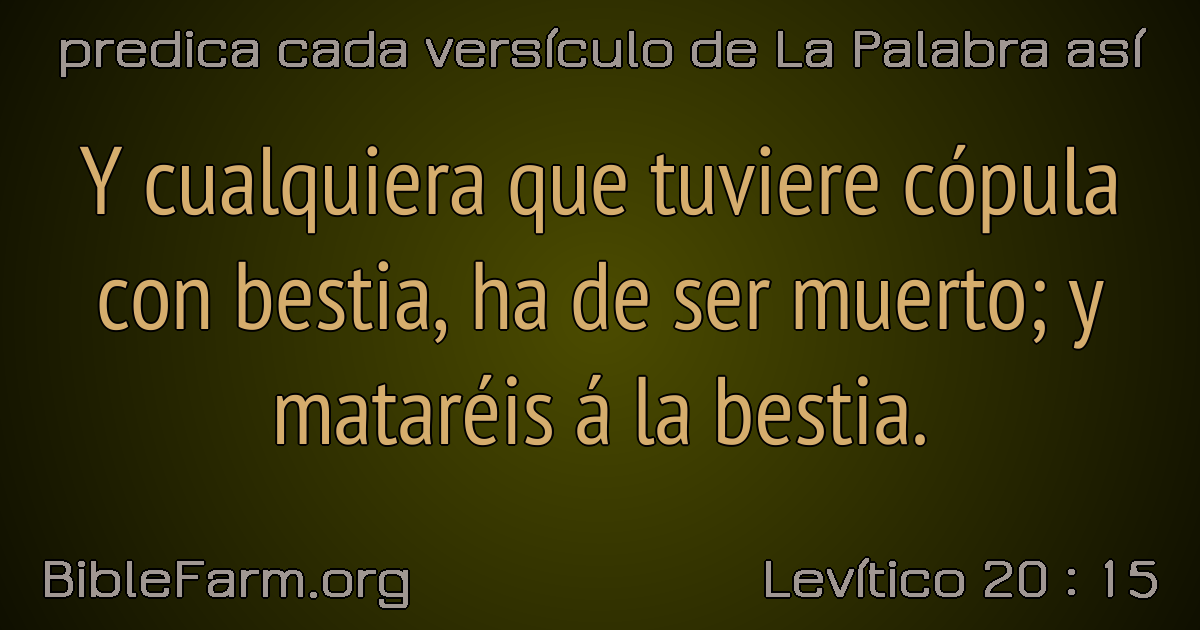 predica cada versículo de La Palabra así
Y cualquiera que tuviere cópula
con bestia, ha de ser muerto; y
mataréis á la bestia.
BibleFarm.org
Levítico 20 : 15